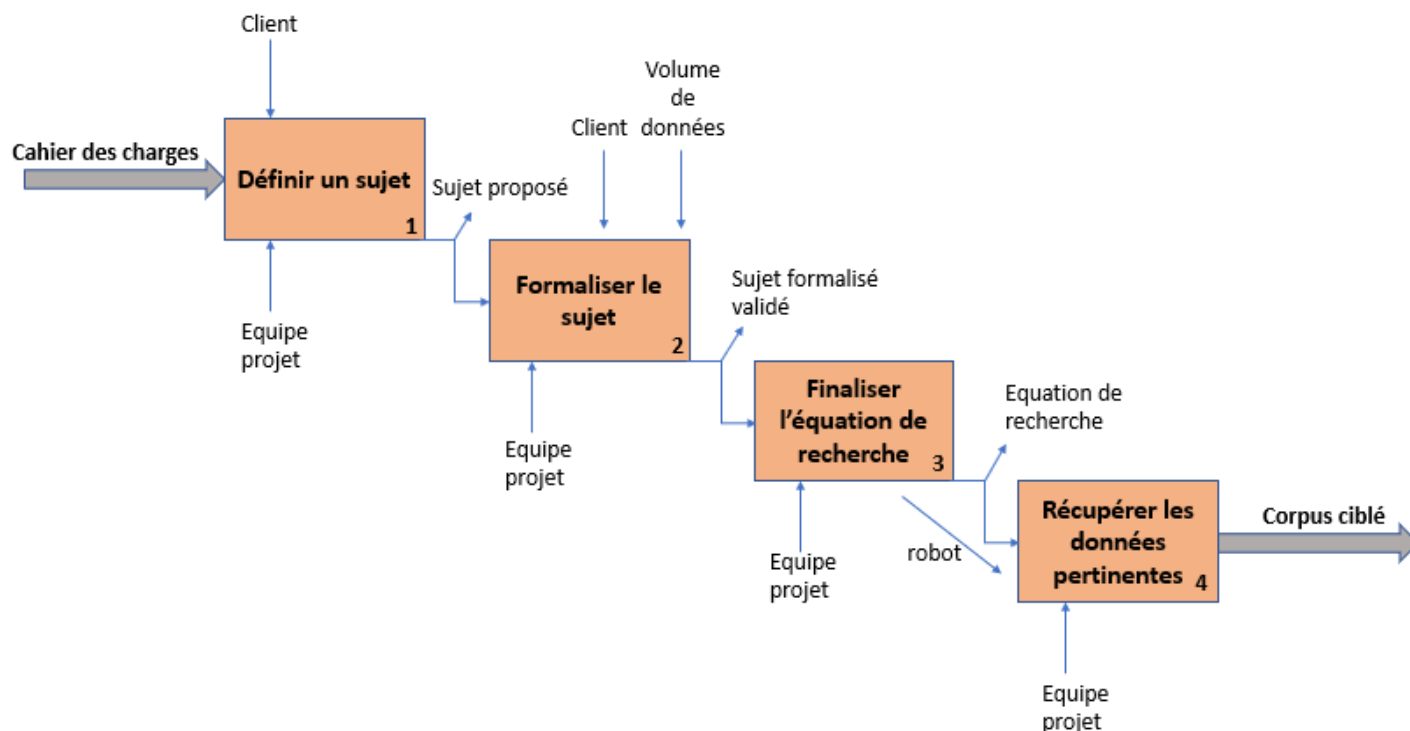 Client
Volume
de
Client données
Cahier des charges
Définir un sujet
1
Sujet proposé
Equipe
projet
Formaliser le
sujet
2
Sujet formalisé
validé
Equipe
projet
Finaliser
l’équation de
recherche
3
Equation de
recherche
Equipe
projet
robot
Récupérer les
données
pertinentes
4
Corpus ciblé
Equipe
projet